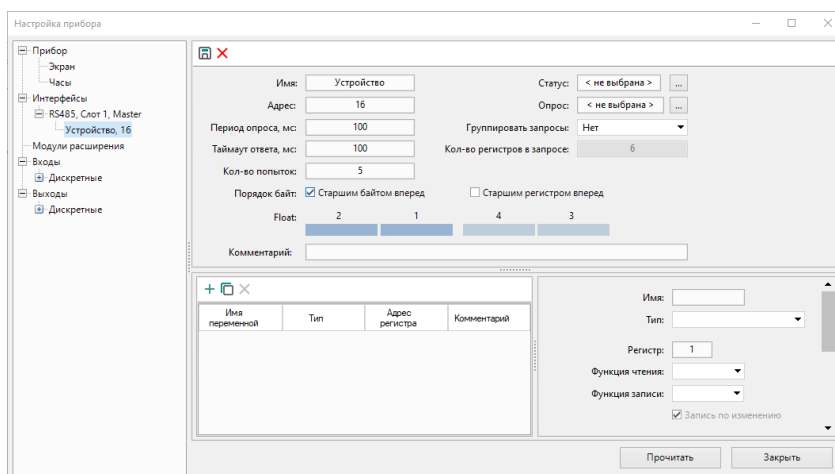 Настройка прибора
Прибор
Экран
Часы
Интерфейсы
RS485, Слот 1, Master
Устройство, 16
Модули расширения
Входы
Дискретные
Выходы
Дискретные
Имя: Устройство Статус: < не выбрана > ...
Адрес: 16 Опрос: < не выбрана > ...
Период опроса, мс: 100 Группировать запросы: Нет
Таймаут ответа, мс: 100 Кол-во регистров в запросе: 6
Кол-во попыток: 5
Порядок байт: Старшим байтом вперед Старшим регистром вперед
Float: 2 1 4 3
Комментарий:
Имя переменной Тип Адрес регистра Комментарий
Имя:
Тип:
Регистр: 1
Функция чтения:
Функция записи:
Запись по изменению
Прочитать Закрыть